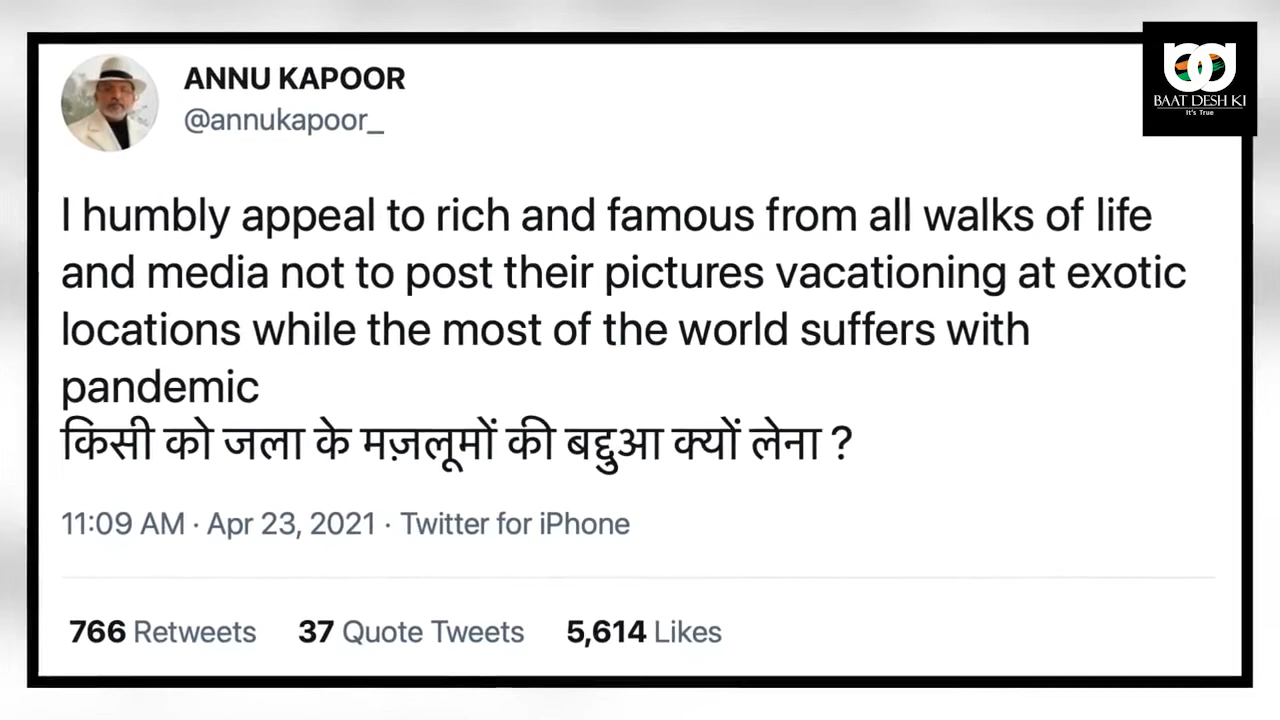 ANNU KAPOOR
@annukapoor_
BAAT DESH KI
It's True
I humbly appeal to rich and famous from all walks of life
and media not to post their pictures vacationing at exotic
locations while the most of the world suffers with
pandemic
किसी को जला के मज़लूमों की बद्दुआ क्यों लेना ?
11:09 AM · Apr 23, 2021 · Twitter for iPhone
766 Retweets 37 Quote Tweets 5,614 Likes